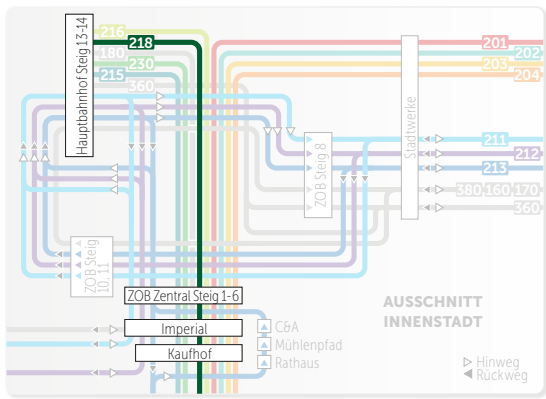 Hauptbahnhof Steig 13-14
216
218
180
230
215
360
201
202
203
204
Stadtwerke
ZOB Steig 8
211
212
213
380 160 170
360
ZOB Steig
10, 11
ZOB Zentral Steig 1-6
Imperial
Kaufhof
C&A
Mühlenpfad
Rathaus
AUSSCHNITT
INNENSTADT
Hinweg
Rückweg